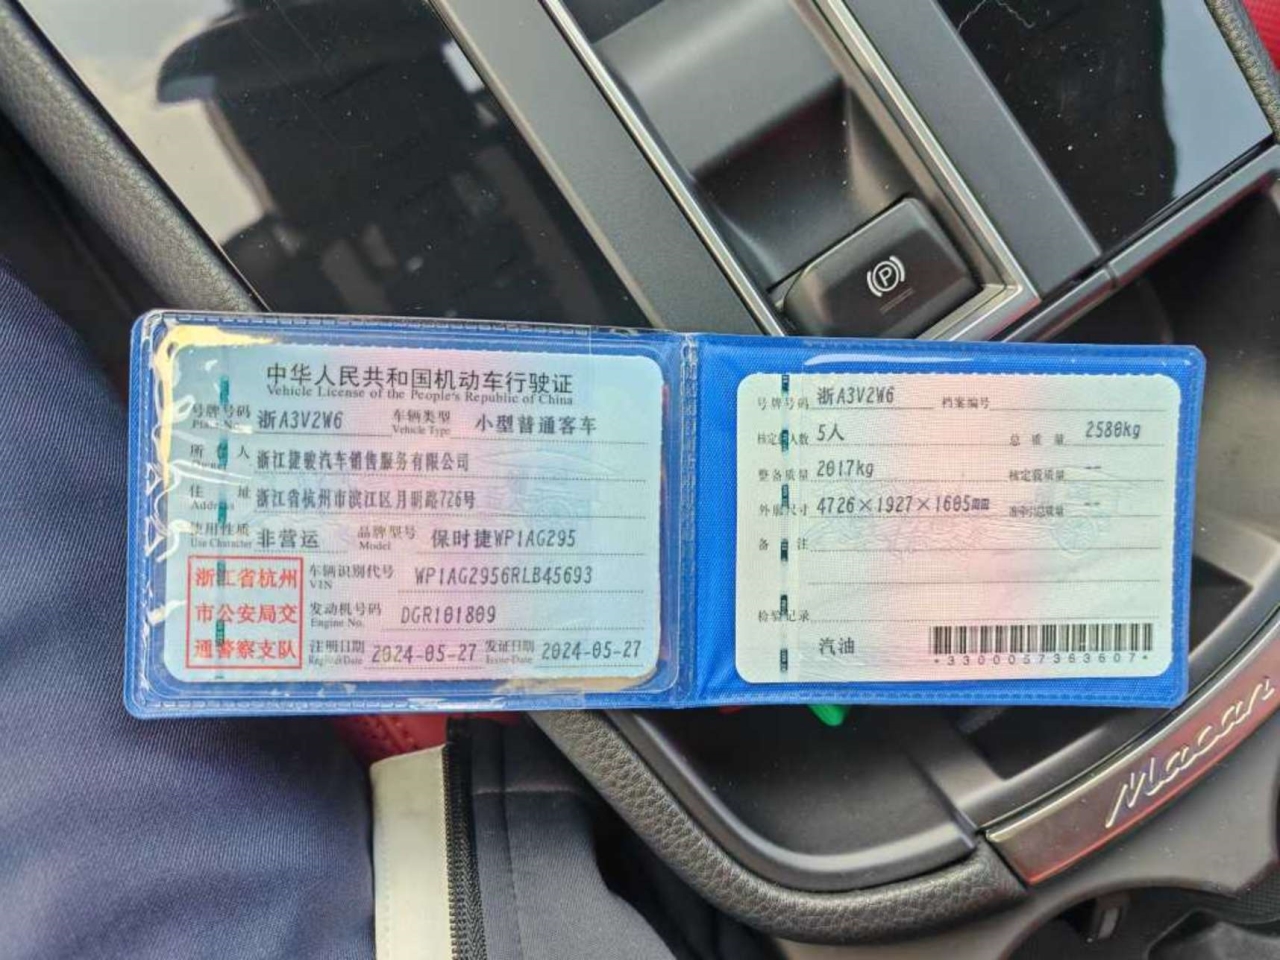 中华人民共和国机动车行驶证
Vehicle License of the People's Republic of China
号牌号码 浙A3V2W6 车辆类型 小型普通客车
Plate No. Vehicle Type
所有人 浙江捷骏汽车销售服务有限公司
住址 浙江省杭州市滨江区月明路726号
Address
使用性质 非营运 品牌型号 保时捷WP1AG295
Use Character Model
浙江省杭州
市公安局交
通警察支队
车辆识别代号 WP1AG2956RLB45693
VIN
发动机号码 DGR101809
Engine No.
注册日期 2024-05-27 发证日期 2024-05-27
Register Date Issue Date
号牌号码 浙A3V2W6 档案编号
核定人数 5人 总质量 2580kg
整备质量 2017kg 核定载质量 --
外廓尺寸 4726×1927×1605mm 准牵引总质量 --
备注
检验记录
汽油
*3300057363607*
P
Macan